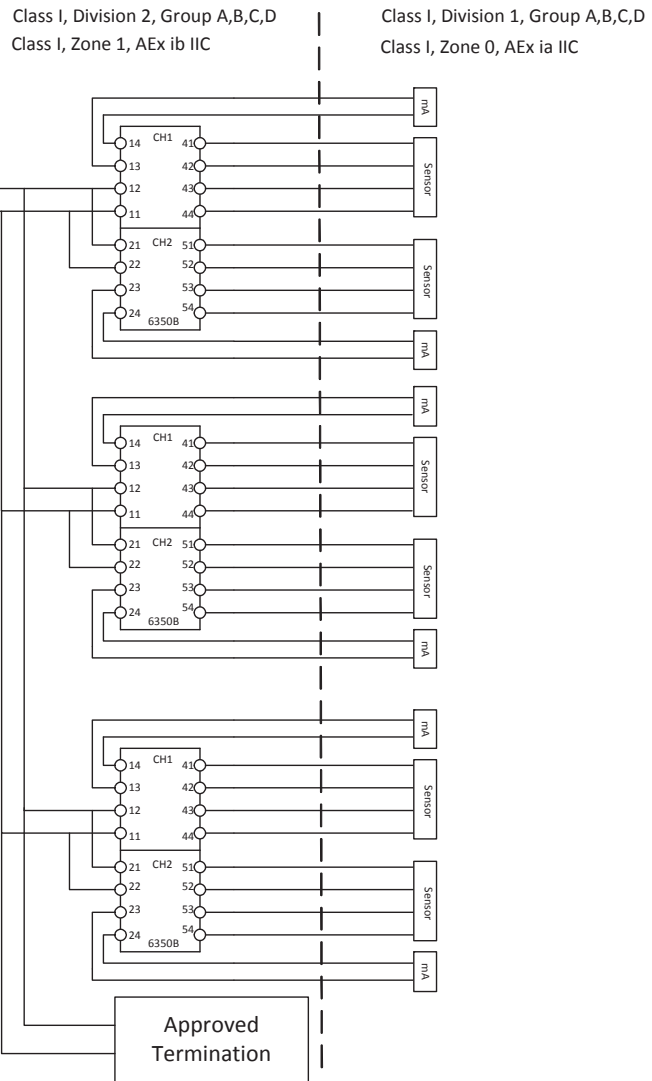 Class I, Division 2, Group A,B,C,D
Class I, Zone 1, AEx ib IIC
Class I, Division 1, Group A,B,C,D
Class I, Zone 0, AEx ia IIC
mA
14 CH1 41
13 42
12 43
11 44
Sensor
21 CH2 51
22 52
23 53
24 54
6350B
Sensor
mA
mA
14 CH1 41
13 42
12 43
11 44
Sensor
21 CH2 51
22 52
23 53
24 54
6350B
Sensor
mA
mA
14 CH1 41
13 42
12 43
11 44
Sensor
21 CH2 51
22 52
23 53
24 54
6350B
Sensor
mA
Approved
Termination